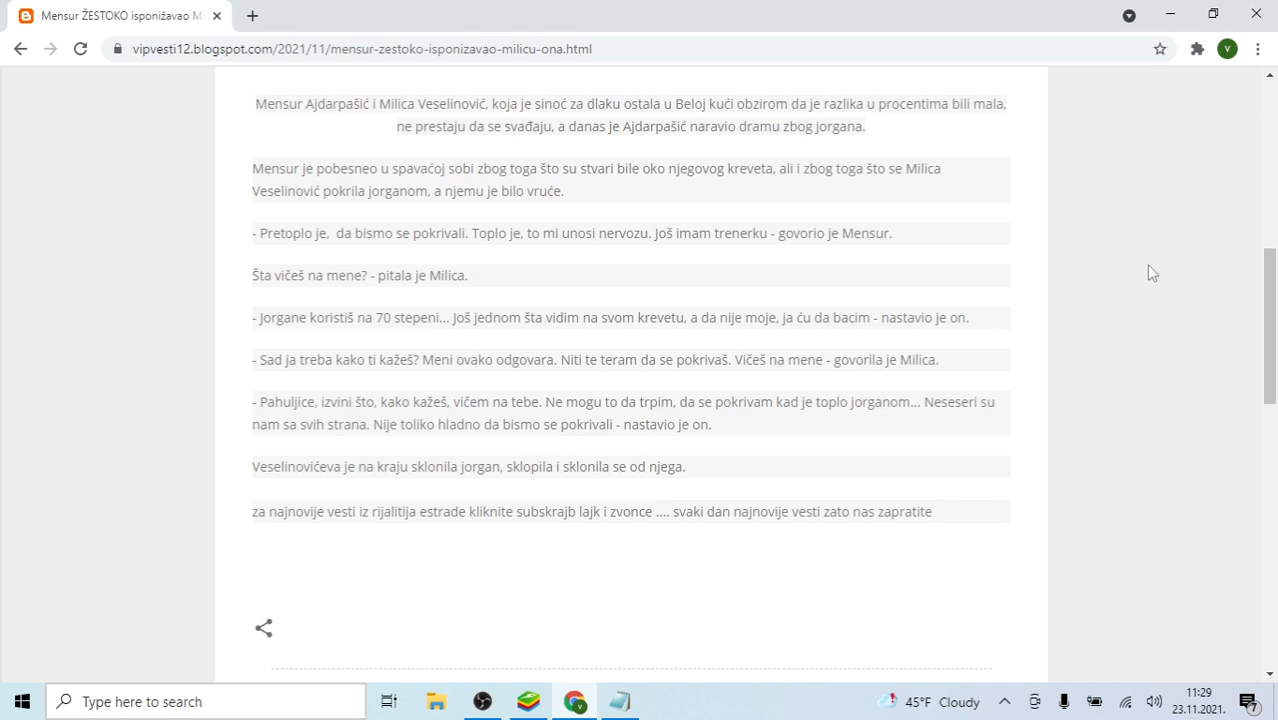 Mensur ŽESTOKO isponižavao Mi
vipvesti12.blogspot.com/2021/11/mensur-zestoko-isponizavao-milicu-ona.html
V
Mensur Ajdarpašić i Milica Veselinović, koja je sinoć za dlaku ostala u Beloj kući obzirom da je razlika u procentima bili mala,
ne prestaju da se svađaju, a danas je Ajdarpašić naravio dramu zbog jorgana.
Mensur je pobesneo u spavaćoj sobi zbog toga što su stvari bile oko njegovog kreveta, ali i zbog toga što se Milica
Veselinović pokrila jorganom, a njemu je bilo vruće.
- Pretoplo je,  da bismo se pokrivali. Toplo je, to mi unosi nervozu. Još imam trenerku - govorio je Mensur.
Šta vičeš na mene? - pitala je Milica.
- Jorgane koristiš na 70 stepeni... Još jednom šta vidim na svom krevetu, a da nije moje, ja ću da bacim - nastavio je on.
- Sad ja treba kako ti kažeš? Meni ovako odgovara. Niti te teram da se pokrivaš. Vičeš na mene - govorila je Milica.
- Pahuljice, izvini što, kako kažeš, vičem na tebe. Ne mogu to da trpim, da se pokrivam kad je toplo jorganom... Neseseri su
nam sa svih strana. Nije toliko hladno da bismo se pokrivali - nastavio je on.
Veselinovićeva je na kraju sklonila jorgan, sklopila i sklonila se od njega.
za najnovije vesti iz rijalitija estrade kliknite subskrajb lajk i zvonce .... svaki dan najnovije vesti zato nas zapratite
Type here to search
V
45°F Cloudy
11:29
23.11.2021.
7